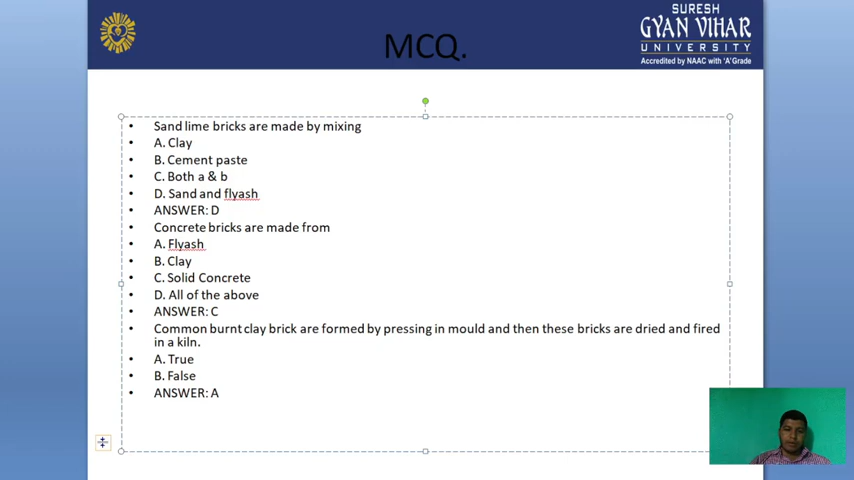 SURESH
GYAN VIHAR
UNIVERSITY
Accredited by NAAC with 'A' Grade
MCQ.
• Sand lime bricks are made by mixing
• A. Clay
• B. Cement paste
• C. Both a & b
• D. Sand and flyash
• ANSWER: D
• Concrete bricks are made from
• A. Flyash
• B. Clay
• C. Solid Concrete
• D. All of the above
• ANSWER: C
• Common burnt clay brick are formed by pressing in mould and then these bricks are dried and fired
in a kiln.
• A. True
• B. False
• ANSWER: A